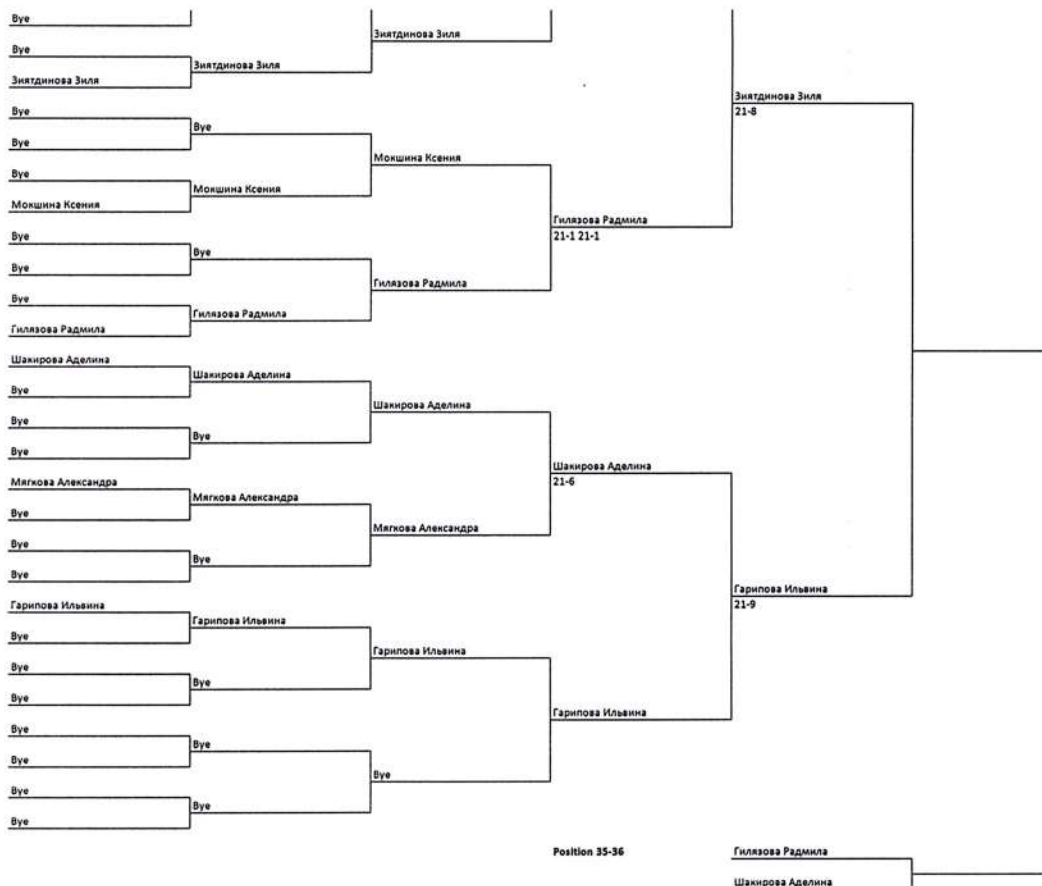 Bye
Bye
Зиятдинова Зиля
Bye
Bye
Bye
Мокшина Ксения
Bye
Bye
Bye
Гилязова Радмила
Шакирова Аделина
Bye
Bye
Bye
Мягкова Александра
Bye
Bye
Bye
Гарипова Ильвина
Bye
Bye
Bye
Bye
Bye
Bye
Bye
Зиятдинова Зиля
Bye
Мокшина Ксения
Bye
Гилязова Радмила
Шакирова Аделина
Bye
Мягкова Александра
Bye
Гарипова Ильвина
Bye
Bye
Bye
Зиятдинова Зиля
Мокшина Ксения
Гилязова Радмила
Шакирова Аделина
Мягкова Александра
Гарипова Ильвина
Bye
Гилязова Радмила
21-1 21-1
Шакирова Аделина
21-6
Гарипова Ильвина
Зиятдинова Зиля
21-8
Гарипова Ильвина
21-9
Position 35-36
Гилязова Радмила
Шакирова Аделина